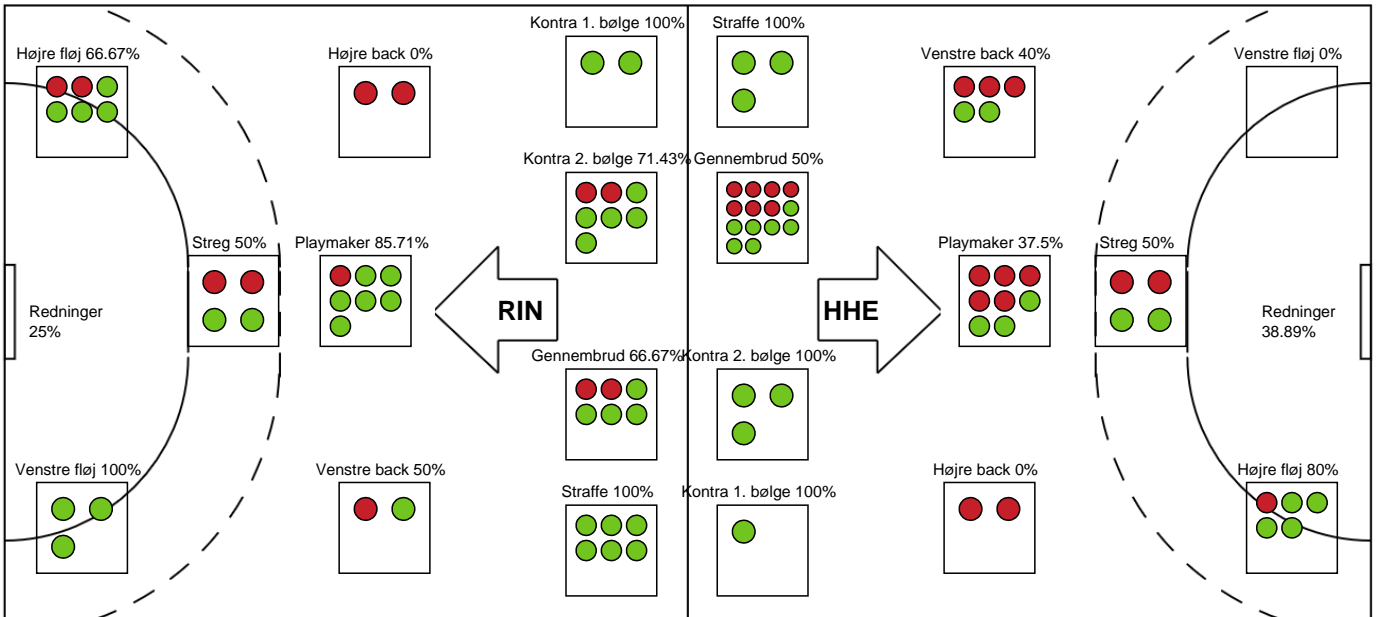 Kontra 1. bølge 100%
Straffe 100%
Højre fløj 66.67%
Højre back 0%
Venstre back 40%
Venstre fløj 0%
Kontra 2. bølge 71.43%
Gennembrud 50%
Streg 50%
Playmaker 85.71%
Playmaker 37.5%
Streg 50%
Redninger
25%
RIN
HHE
Redninger
38.89%
Gennembrud 66.67%
Kontra 2. bølge 100%
Venstre fløj 100%
Venstre back 50%
Straffe 100%
Kontra 1. bølge 100%
Højre back 0%
Højre fløj 80%